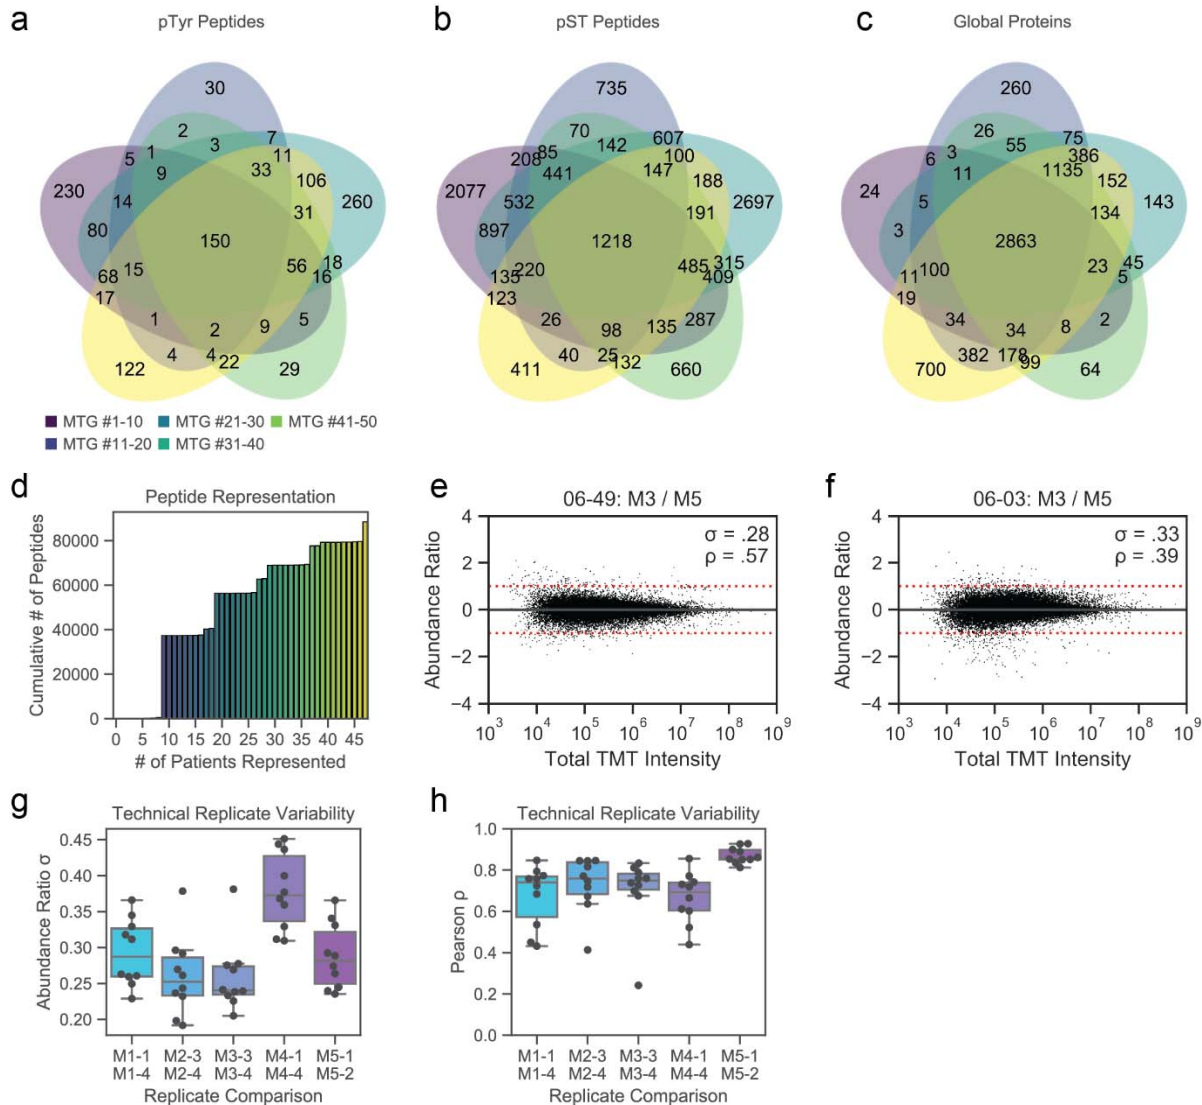 a
pTyr Peptides
30
2
7
3
11
1
5
9
33
106
230
260
14
31
80
150
18
56
15
68
16
17
1
9
5
2
4
4
22
122
29
MTG #1-10
MTG #21-30
MTG #41-50
MTG #11-20
MTG #31-40
b
pST Peptides
735
70
607
142
85
100
208
441
147
188
2077
2697
532
191
897
1218
315
485
220
135
409
123
26
135
287
98
40
25
132
411
660
c
Global Proteins
260
26
75
55
3
386
6
11
1135
152
24
143
5
134
3
2863
45
23
100
11
5
19
34
8
2
34
382
178
99
700
64
d
Peptide Representation
Cumulative # of Peptides
80000
60000
40000
20000
0
0 5 10 15 20 25 30 35 40 45
# of Patients Represented
e
06-49: M3 / M5
σ = .28
ρ = .57
Abundance Ratio
4
2
0
−2
−4
10³ 10⁴ 10⁵ 10⁶ 10⁷ 10⁸ 10⁹
Total TMT Intensity
f
06-03: M3 / M5
σ = .33
ρ = .39
Abundance Ratio
4
2
0
−2
−4
10³ 10⁴ 10⁵ 10⁶ 10⁷ 10⁸ 10⁹
Total TMT Intensity
g
Technical Replicate Variability
Abundance Ratio σ
0.45
0.40
0.35
0.30
0.25
0.20
M1-1 M2-3 M3-3 M4-1 M5-1
M1-4 M2-4 M3-4 M4-4 M5-2
Replicate Comparison
h
Technical Replicate Variability
Pearson ρ
1.0
0.8
0.6
0.4
0.2
0.0
M1-1 M2-3 M3-3 M4-1 M5-1
M1-4 M2-4 M3-4 M4-4 M5-2
Replicate Comparison